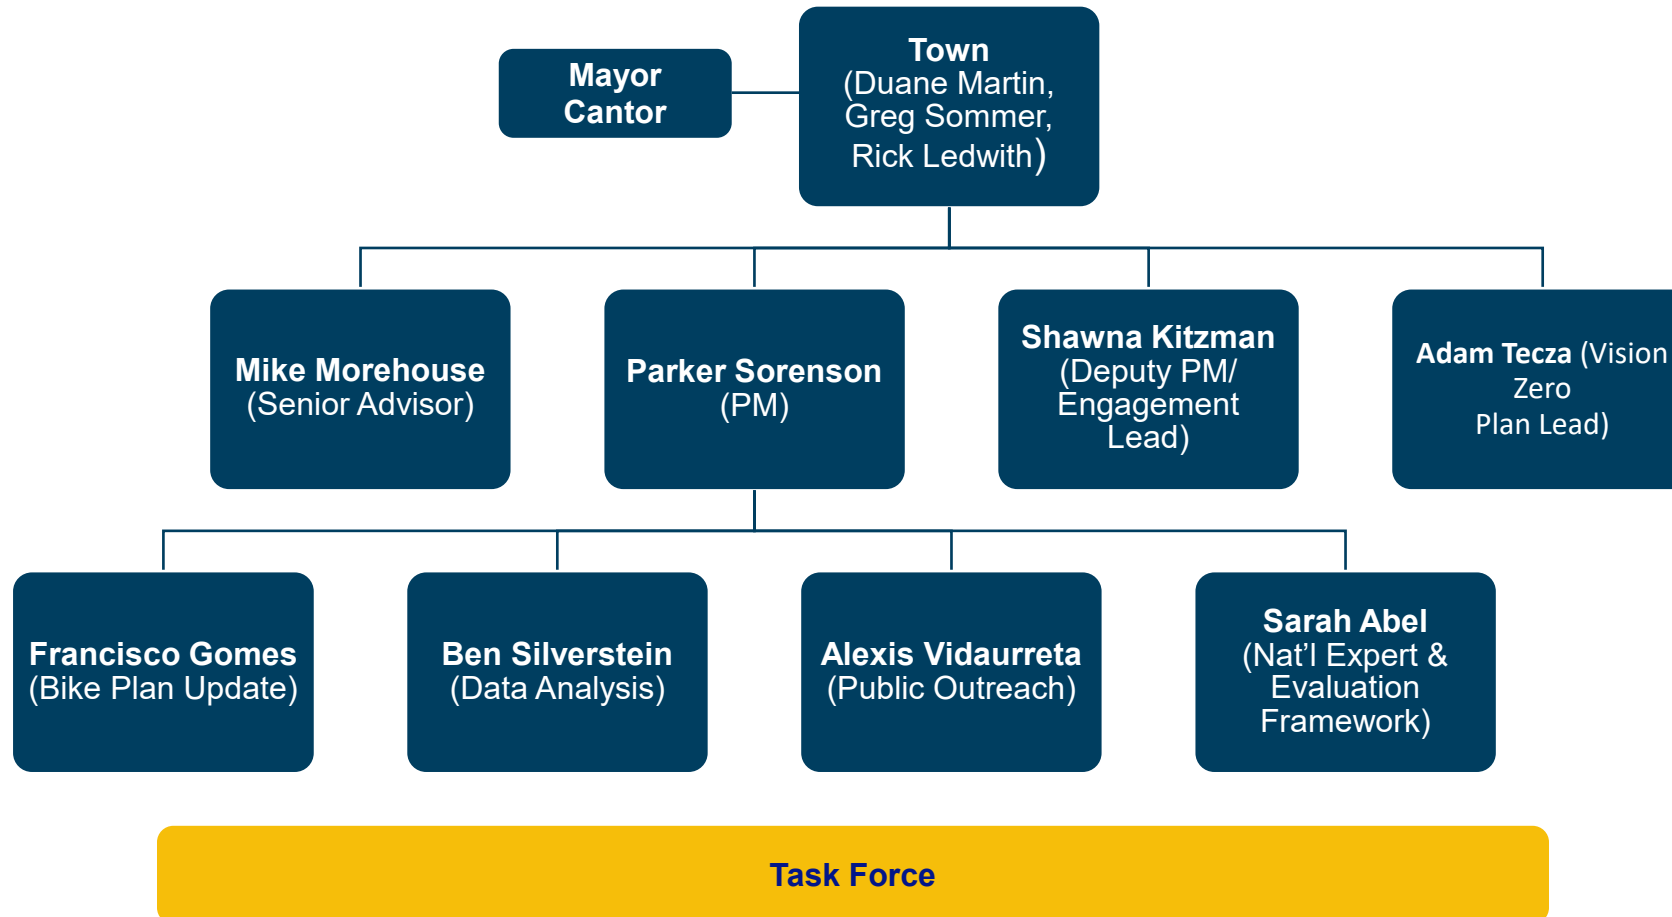 Mayor
Cantor
Town
(Duane Martin,
Greg Sommer,
Rick Ledwith)
Mike Morehouse
(Senior Advisor)
Parker Sorenson
(PM)
Shawna Kitzman
(Deputy PM/
Engagement
Lead)
Adam Tecza (Vision
Zero
Plan Lead)
Francisco Gomes
(Bike Plan Update)
Ben Silverstein
(Data Analysis)
Alexis Vidaurreta
(Public Outreach)
Sarah Abel
(Nat’l Expert &
Evaluation
Framework)
Task Force